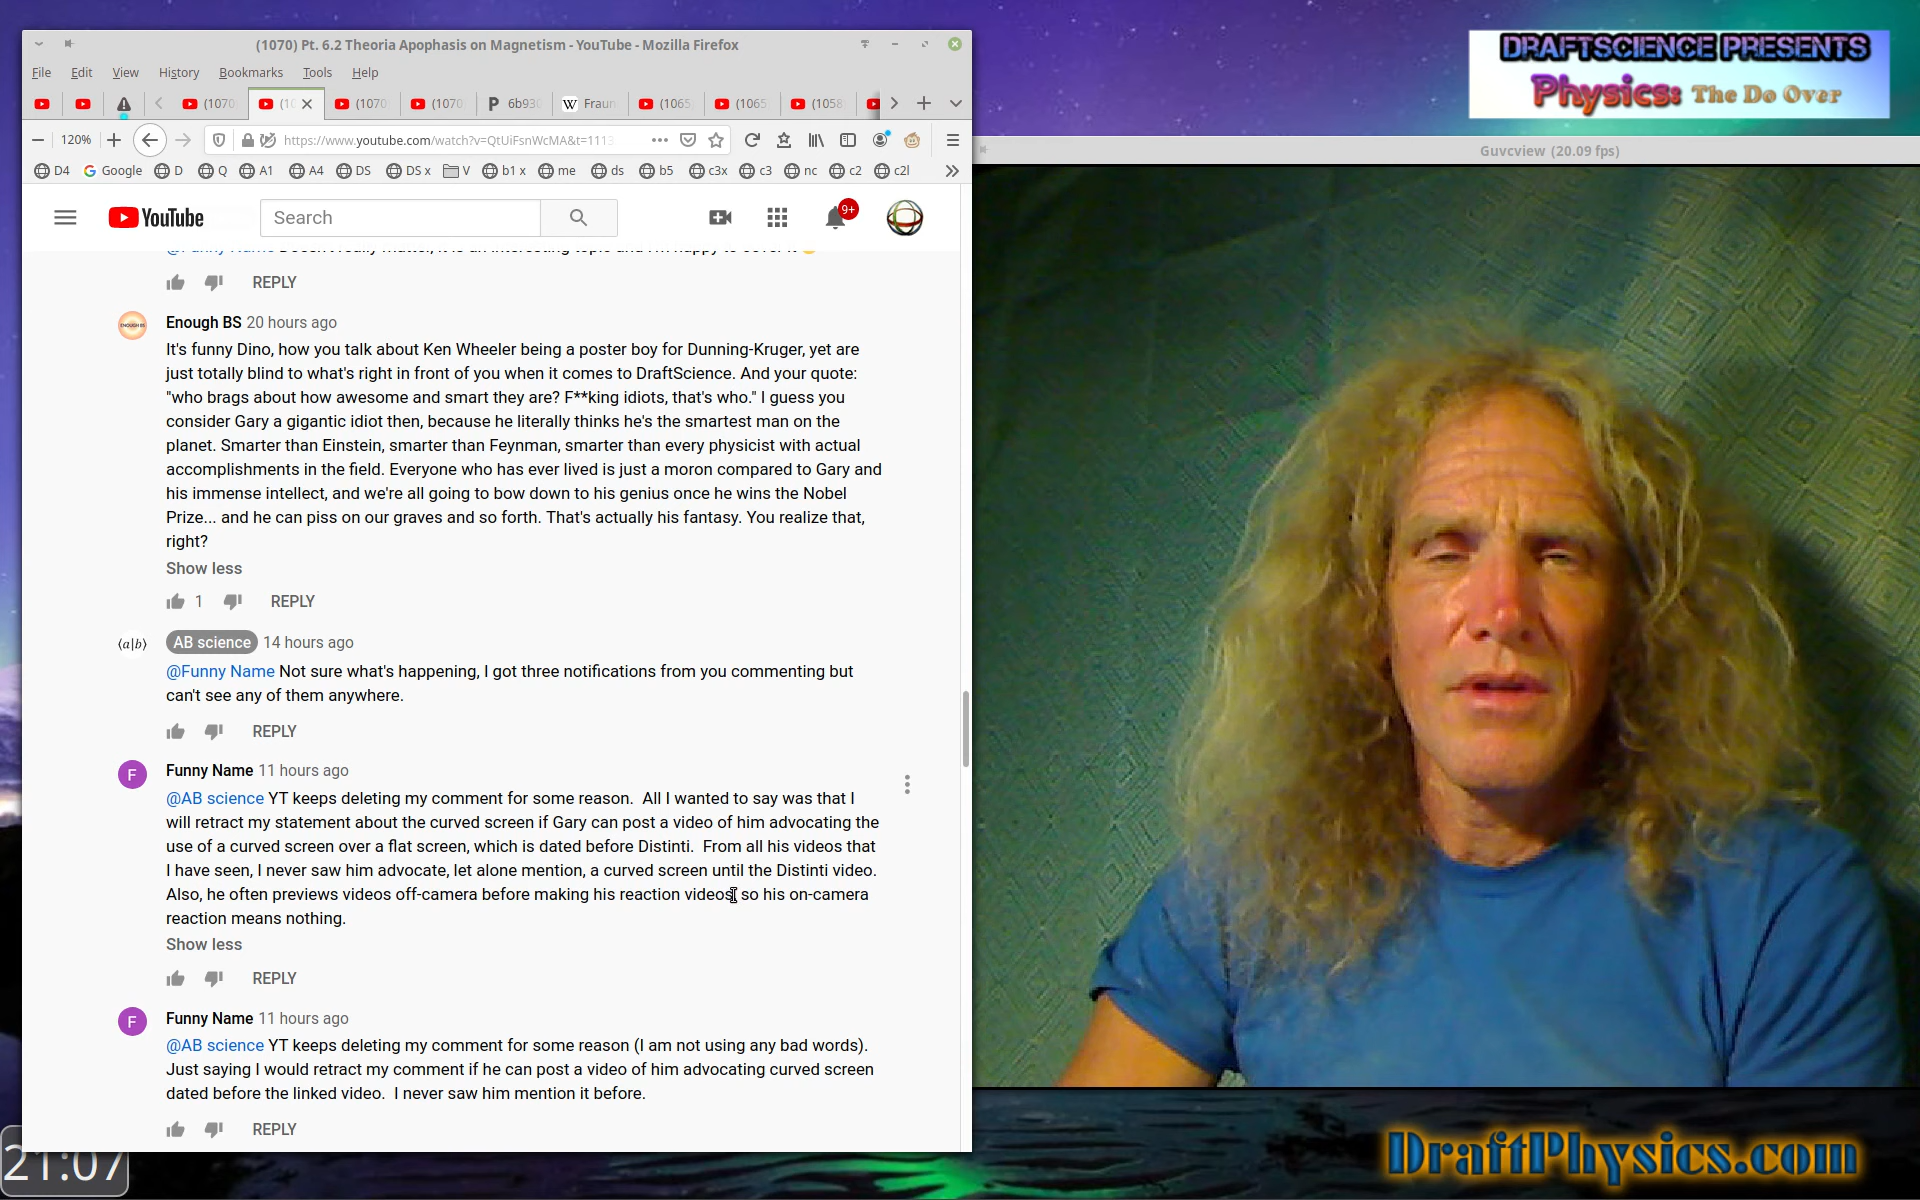 (1070) Pt. 6.2 Theoria Apophasis on Magnetism - YouTube - Mozilla Firefox
File Edit View History Bookmarks Tools Help
(1070 (10 (1070 (1070 6b930 Fraun (1065 (1065 (1058
120% https://www.youtube.com/watch?v=QtUiFsnWcMA&t=1113
D4 Google D Q A1 A4 DS DS x V b1 x me ds b5 c3x c3 nc c2 c2l
YouTube Search 9+
REPLY
ENOUGH BS Enough BS 20 hours ago
It's funny Dino, how you talk about Ken Wheeler being a poster boy for Dunning-Kruger, yet are
just totally blind to what's right in front of you when it comes to DraftScience. And your quote:
"who brags about how awesome and smart they are? F**king idiots, that's who." I guess you
consider Gary a gigantic idiot then, because he literally thinks he's the smartest man on the
planet. Smarter than Einstein, smarter than Feynman, smarter than every physicist with actual
accomplishments in the field. Everyone who has ever lived is just a moron compared to Gary and
his immense intellect, and we're all going to bow down to his genius once he wins the Nobel
Prize... and he can piss on our graves and so forth. That's actually his fantasy. You realize that,
right?
Show less
1 REPLY
⟨a|b⟩ AB science 14 hours ago
@Funny Name Not sure what's happening, I got three notifications from you commenting but
can't see any of them anywhere.
REPLY
F Funny Name 11 hours ago
@AB science YT keeps deleting my comment for some reason.  All I wanted to say was that I
will retract my statement about the curved screen if Gary can post a video of him advocating the
use of a curved screen over a flat screen, which is dated before Distinti.  From all his videos that
I have seen, I never saw him advocate, let alone mention, a curved screen until the Distinti video.
Also, he often previews videos off-camera before making his reaction videos, so his on-camera
reaction means nothing.
Show less
REPLY
F Funny Name 11 hours ago
@AB science YT keeps deleting my comment for some reason (I am not using any bad words).
Just saying I would retract my comment if he can post a video of him advocating curved screen
dated before the linked video.  I never saw him mention it before.
REPLY
21:07
DRAFTSCIENCE PRESENTS
Physics: The Do Over
Guvcview (20.09 fps)
DraftPhysics.com